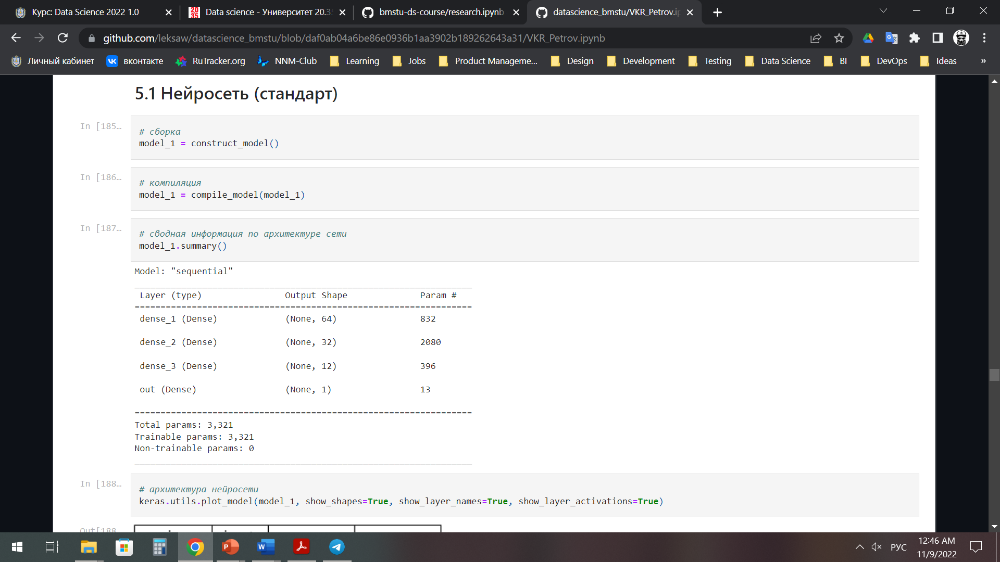 Курс: Data Science 2022 1.0
Data science - Университет 20.3
bmstu-ds-course/research.ipynb
datascience_bmstu/VKR_Petrov.ip
github.com/leksaw/datascience_bmstu/blob/daf0ab04a6be86e0936b1aa3902b189262643a31/VKR_Petrov.ipynb
Личный кабинет
вконтакте
RuTracker.org
NNM-Club
Learning
Jobs
Product Manageme...
Design
Development
Testing
Data Science
BI
DevOps
Ideas
»
5.1 Нейросеть (стандарт)
In [185…
# сборка
model_1 = construct_model()
In [186…
# компиляция
model_1 = compile_model(model_1)
In [187…
# сводная информация по архитектуре сети
model_1.summary()
Model: "sequential"
_________________________________________________________________
Layer (type) Output Shape Param #
=================================================================
dense_1 (Dense) (None, 64) 832
dense_2 (Dense) (None, 32) 2080
dense_3 (Dense) (None, 12) 396
out (Dense) (None, 1) 13
=================================================================
Total params: 3,321
Trainable params: 3,321
Non-trainable params: 0
_________________________________________________________________
In [188…
# архитектура нейросети
keras.utils.plot_model(model_1, show_shapes=True, show_layer_names=True, show_layer_activations=True)
Out[188
РУС
12:46 AM
11/9/2022